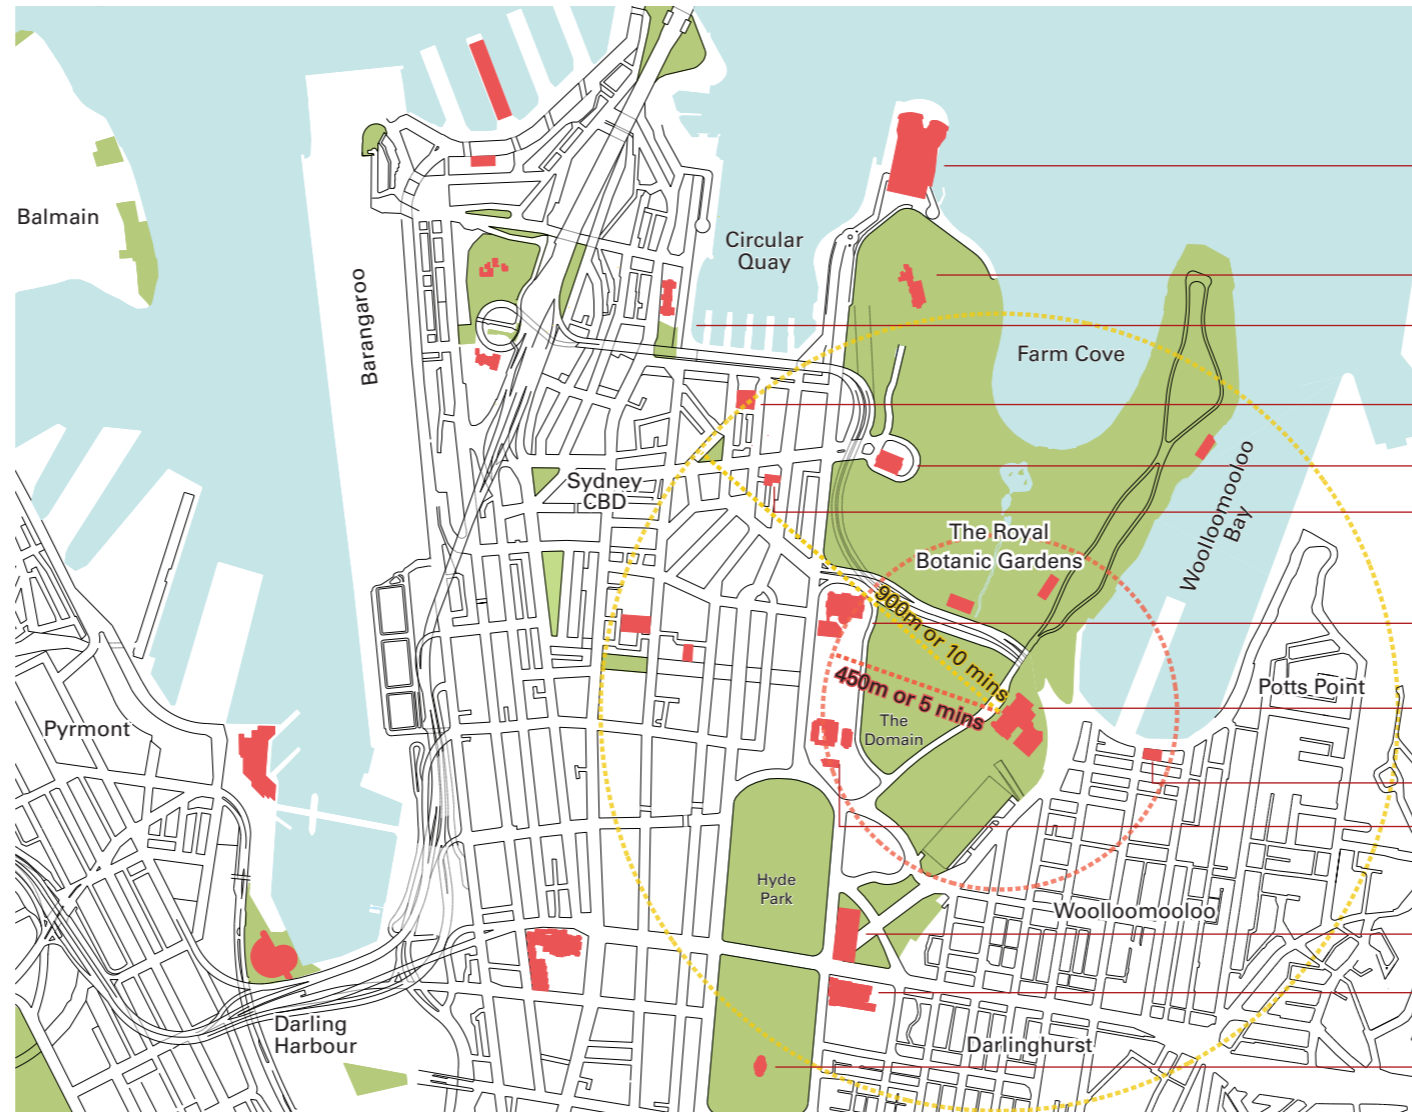 Balmain
Barangaroo
Circular
Quay
Farm Cove
Sydney
CBD
Woolloomooloo
Bay
The Royal
Botanic Gardens
900m or 10 mins
450m or 5 mins
The
Domain
Potts Point
Pyrmont
Hyde
Park
Woolloomooloo
Darling
Harbour
Darlinghurst